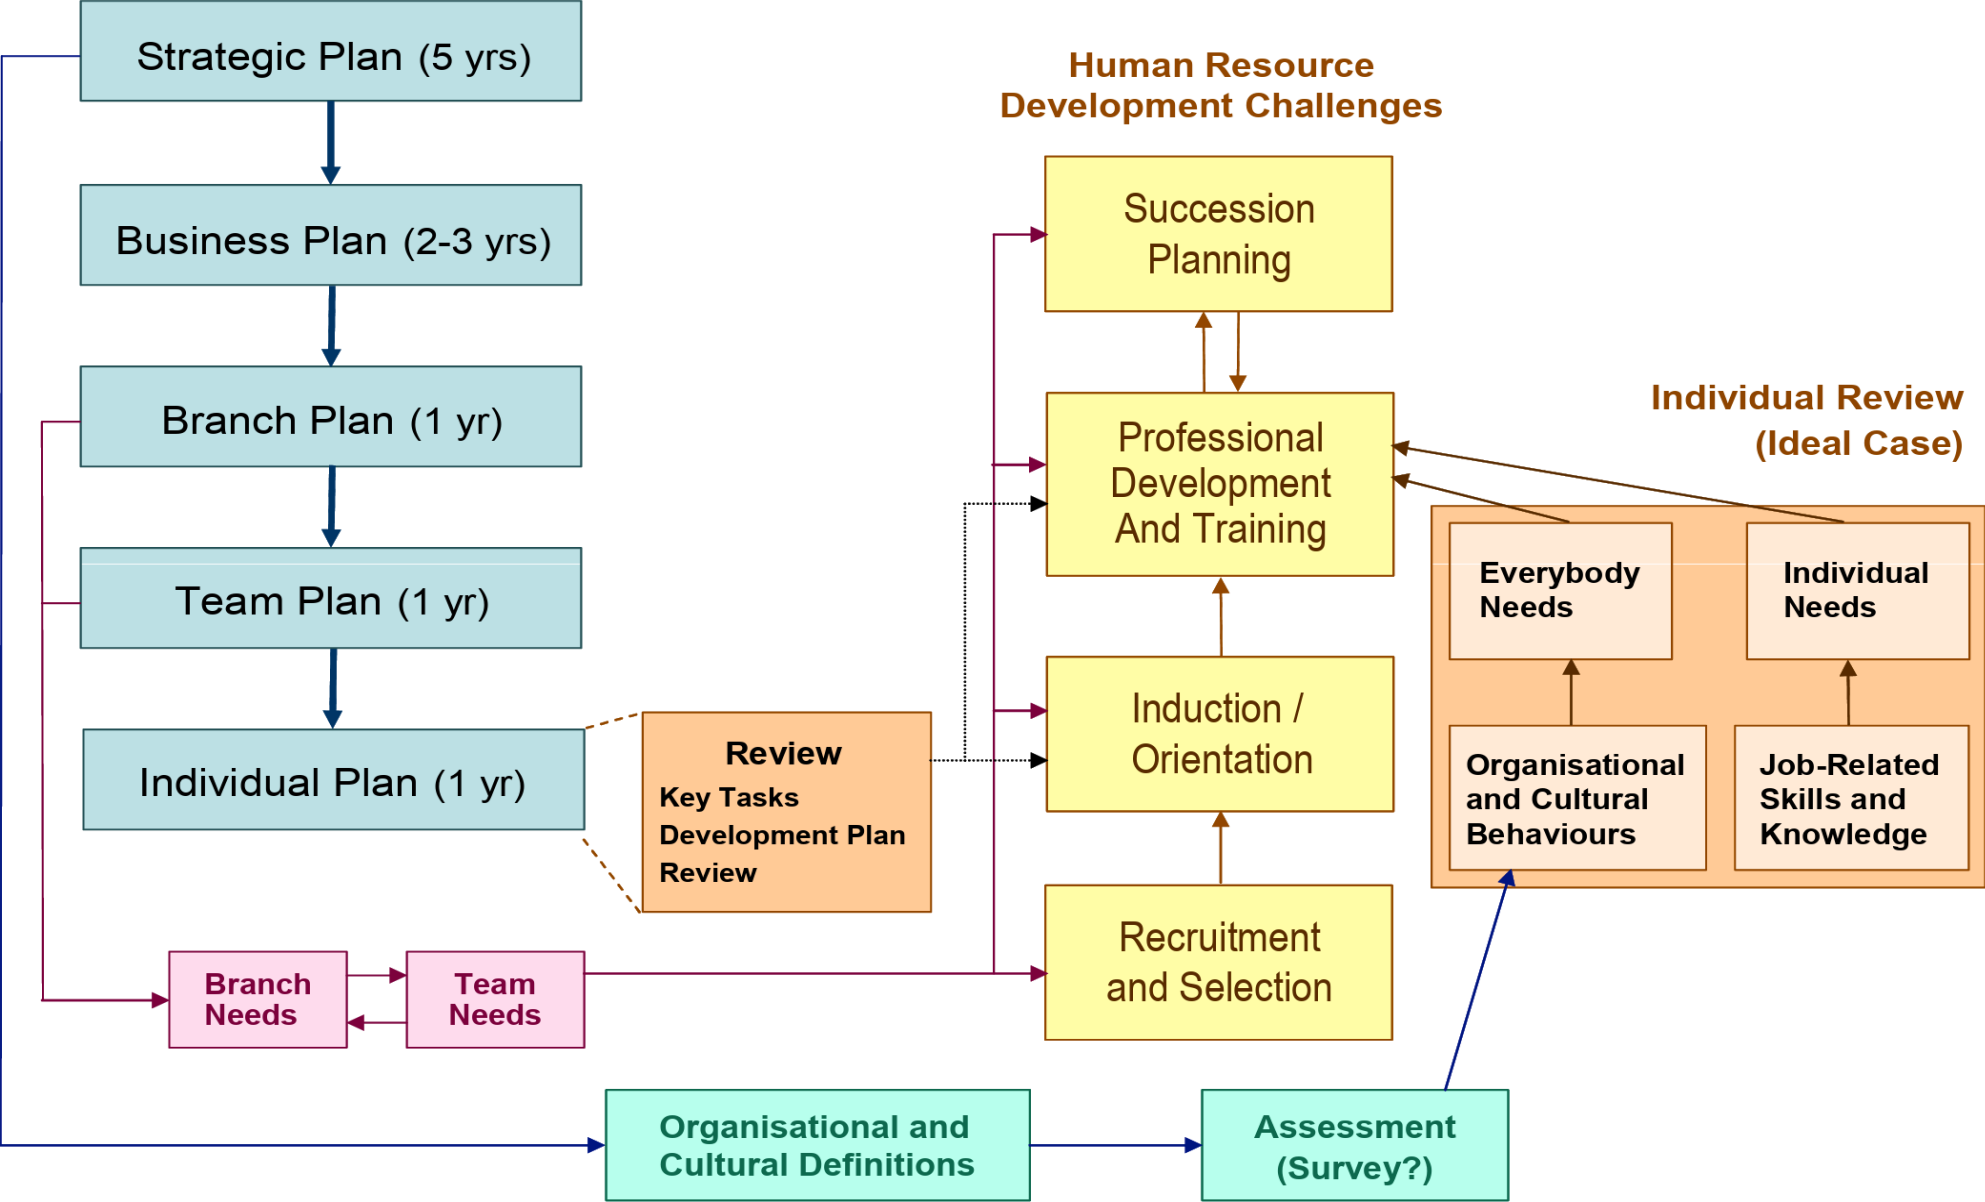 Strategic Plan (5 yrs)
Business Plan (2-3 yrs)
Branch Plan (1 yr)
Team Plan (1 yr)
Individual Plan (1 yr)
Review
Key Tasks
Development Plan
Review
Branch
Needs
Team
Needs
Human Resource
Development Challenges
Succession
Planning
Professional
Development
And Training
Induction /
Orientation
Recruitment
and Selection
Individual Review
(Ideal Case)
Everybody
Needs
Individual
Needs
Organisational
and Cultural
Behaviours
Job-Related
Skills and
Knowledge
Organisational and
Cultural Definitions
Assessment
(Survey?)